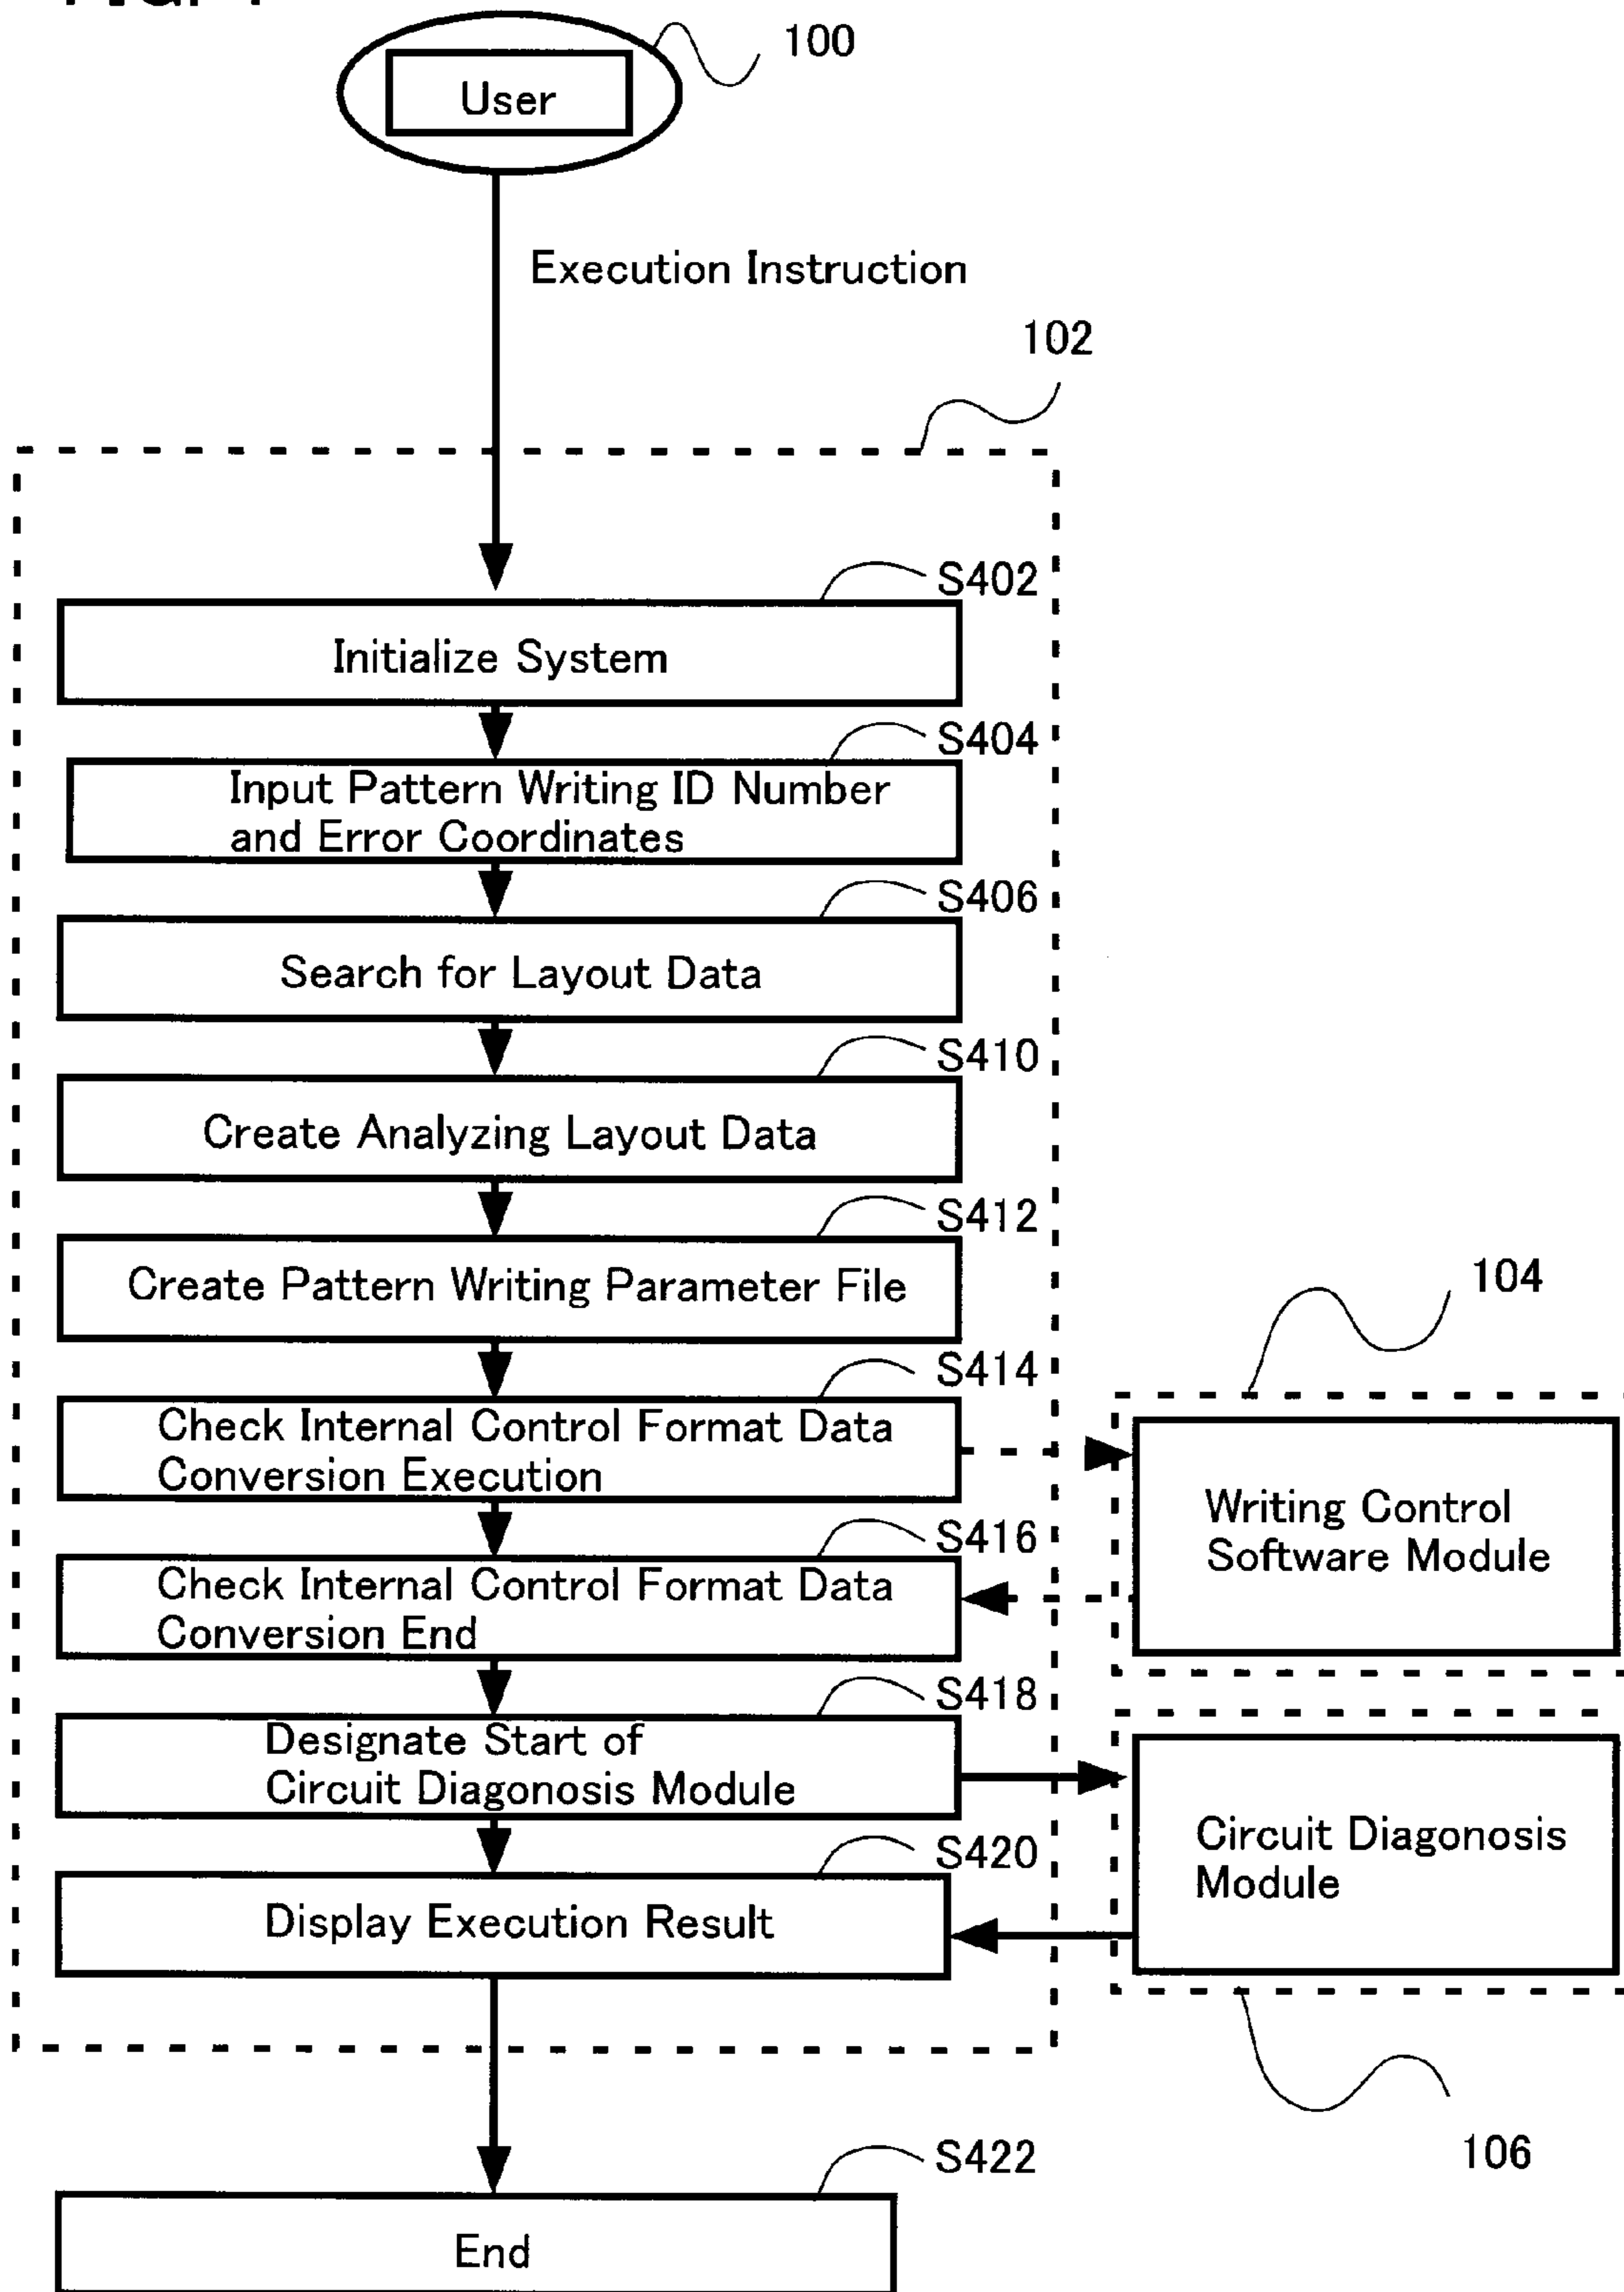 100
User
Execution Instruction
102
S402
Initialize System
S404
Input Pattern Writing ID Number
and Error Coordinates
S406
Search for Layout Data
S410
Create Analyzing Layout Data
S412
Create Pattern Writing Parameter File
104
S414
Check Internal Control Format Data
Conversion Execution
Writing Control
Software Module
S416
Check Internal Control Format Data
Conversion End
S418
Designate Start of
Circuit Diagonosis Module
Circuit Diagonosis
Module
S420
Display Execution Result
106
S422
End